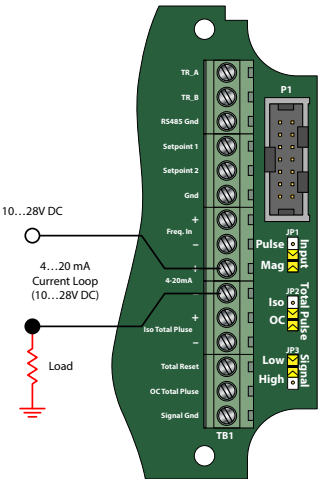 TR_A
TR_B
RS485 Gnd
P1
Setpoint 1
Setpoint 2
Gnd
10…28V DC
+
Freq. In
–
JP1
Pulse
Mag
Input
4…20 mA
Current Loop
(10…28V DC)
+
4-20mA
–
JP2
Iso
OC
Total Pulse
+
Iso Total Pluse
–
JP3
Low
High
Signal
Load
Total Reset
OC Total Pluse
Signal Gnd
TB1